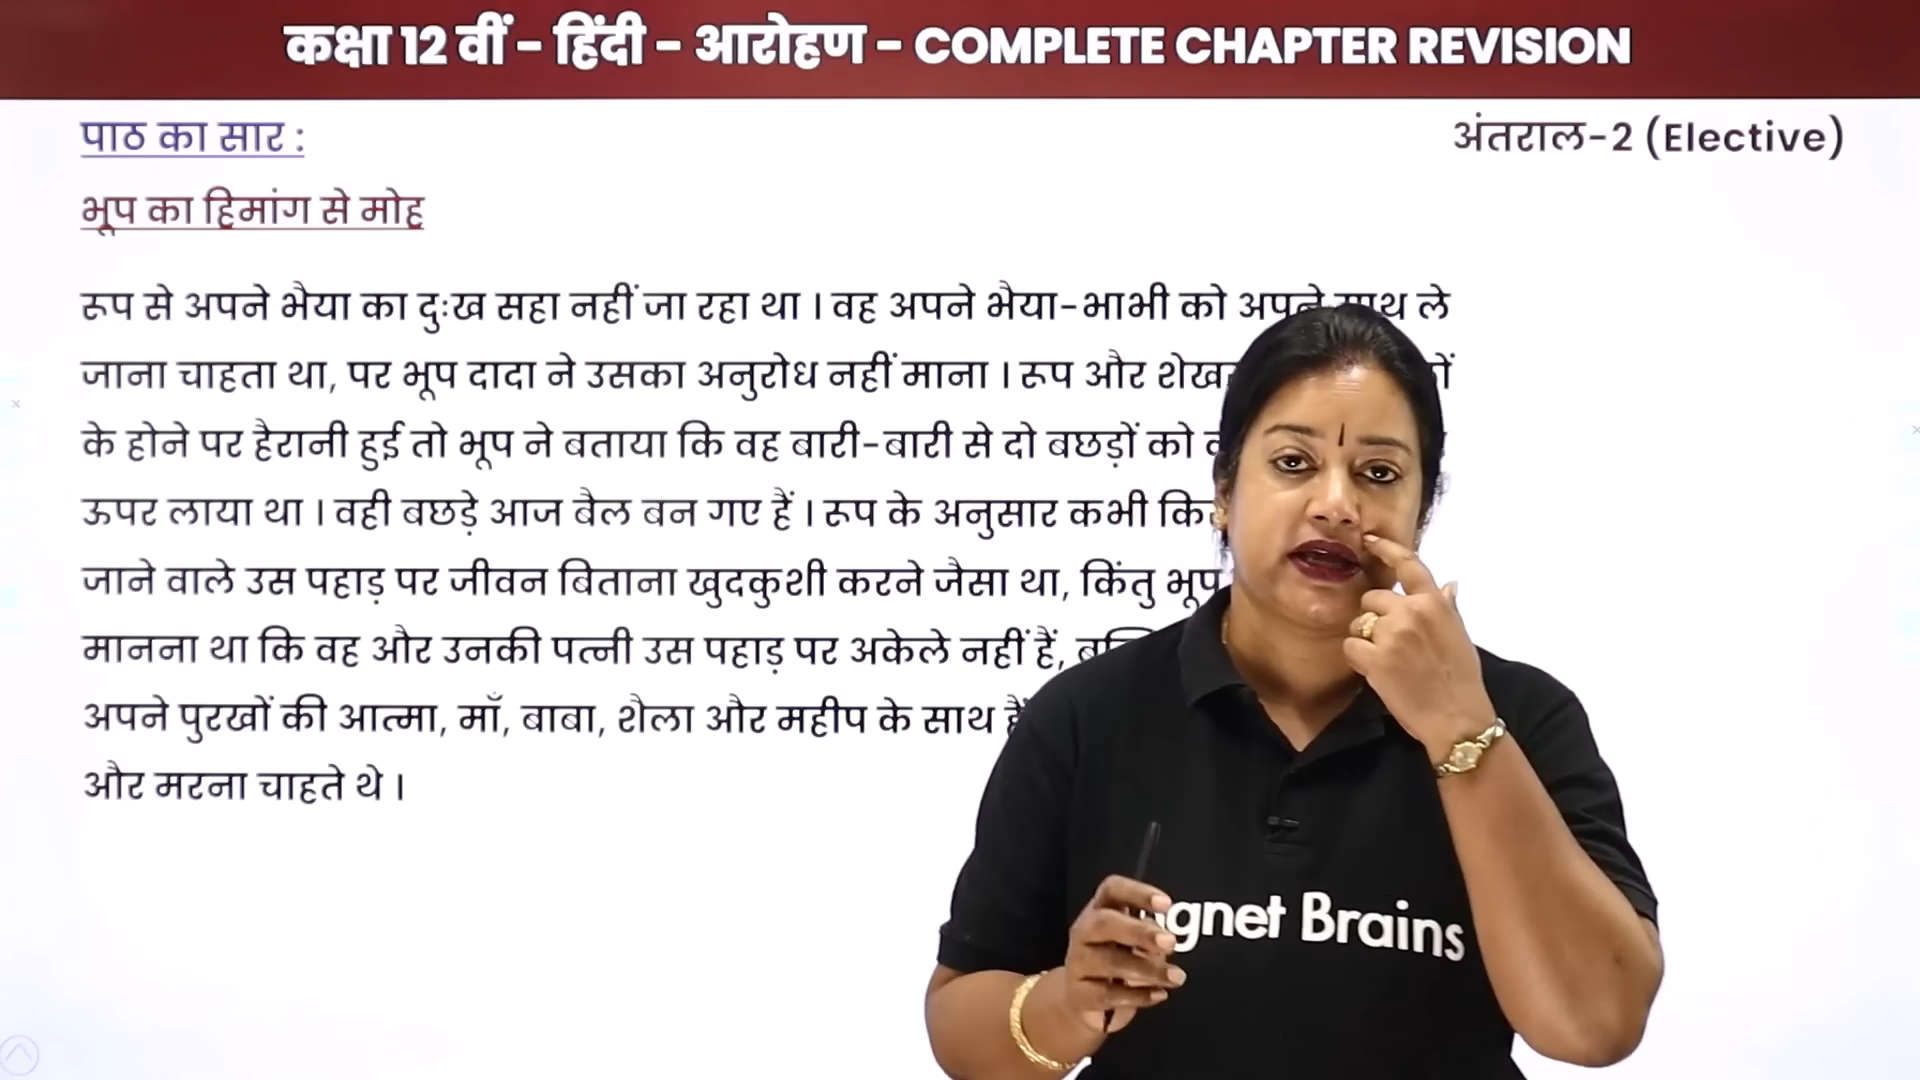 कक्षा 12 वीं - हिंदी - आरोहण - COMPLETE CHAPTER REVISION
पाठ का सार :
अंतराल-2 (Elective)
भूप का हिमांग से मोह
रूप से अपने भैया का दुःख सहा नहीं जा रहा था । वह अपने भैया-भाभी को अपने साथ ले
जाना चाहता था, पर भूप दादा ने उसका अनुरोध नहीं माना । रूप और
के होने पर हैरानी हुई तो भूप ने बताया कि वह बारी-बारी से दो बछड़ों को
ऊपर लाया था । वही बछड़े आज बैल बन गए हैं । रूप के अनुसार कभी
जाने वाले उस पहाड़ पर जीवन बिताना खुदकुशी करने जैसा था, किंतु भूप
मानना था कि वह और उनकी पत्नी उस पहाड़ पर अकेले नहीं हैं,
अपने पुरखों की आत्मा, माँ, बाबा, शैला और महीप के साथ
और मरना चाहते थे ।
Brains